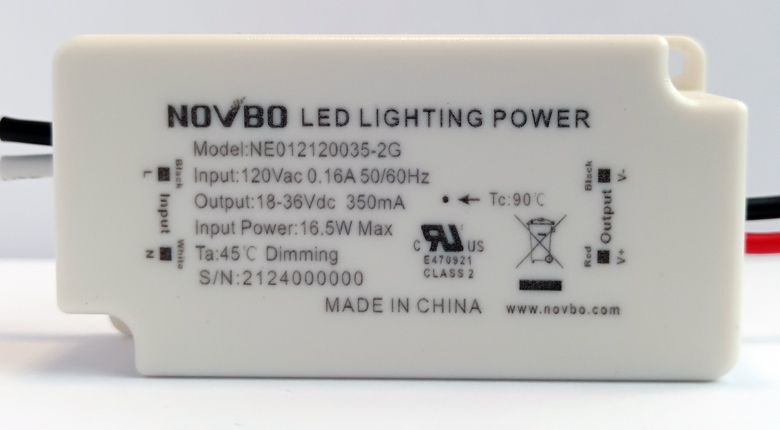 NOVBO LED LIGHTING POWER
Model:NE012120035-2G
Input:120Vac 0.16A 50/60Hz
Output:18-36Vdc 350mA
Tc:90℃
Input Power:16.5W Max
Ta:45℃ Dimming
S/N:2124000000
MADE IN CHINA
C RU US
E470921
CLASS 2
www.novbo.com
Black
L
Input
White
N
Black
V-
Output
Red
V+